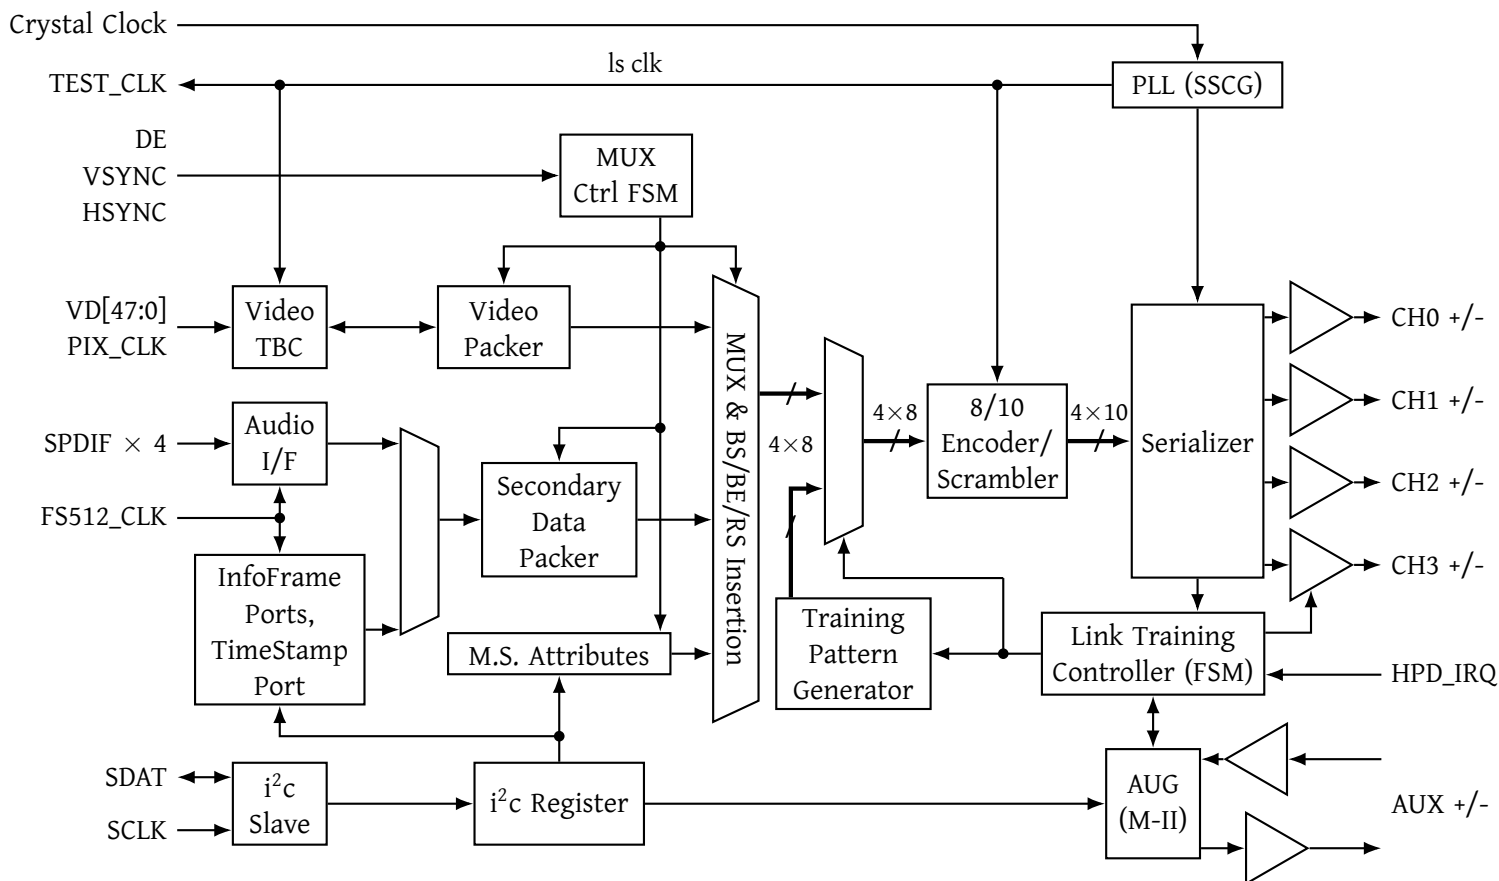 Crystal Clock
ls clk
TEST_CLK
PLL (SSCG)
DE
VSYNC
HSYNC
MUX
Ctrl FSM
VD[47:0]
PIX_CLK
Video
TBC
Video
Packer
MUX & BS/BE/RS Insertion
CH0 +/-
CH1 +/-
CH2 +/-
CH3 +/-
SPDIF × 4
Audio
I/F
4×8
4×8
8/10
Encoder/
Scrambler
4×10
Serializer
FS512_CLK
Secondary
Data
Packer
InfoFrame
Ports,
TimeStamp
Port
M.S. Attributes
Training
Pattern
Generator
Link Training
Controller (FSM)
HPD_IRQ
SDAT
SCLK
i²c
Slave
i²c Register
AUG
(M-II)
AUX +/-